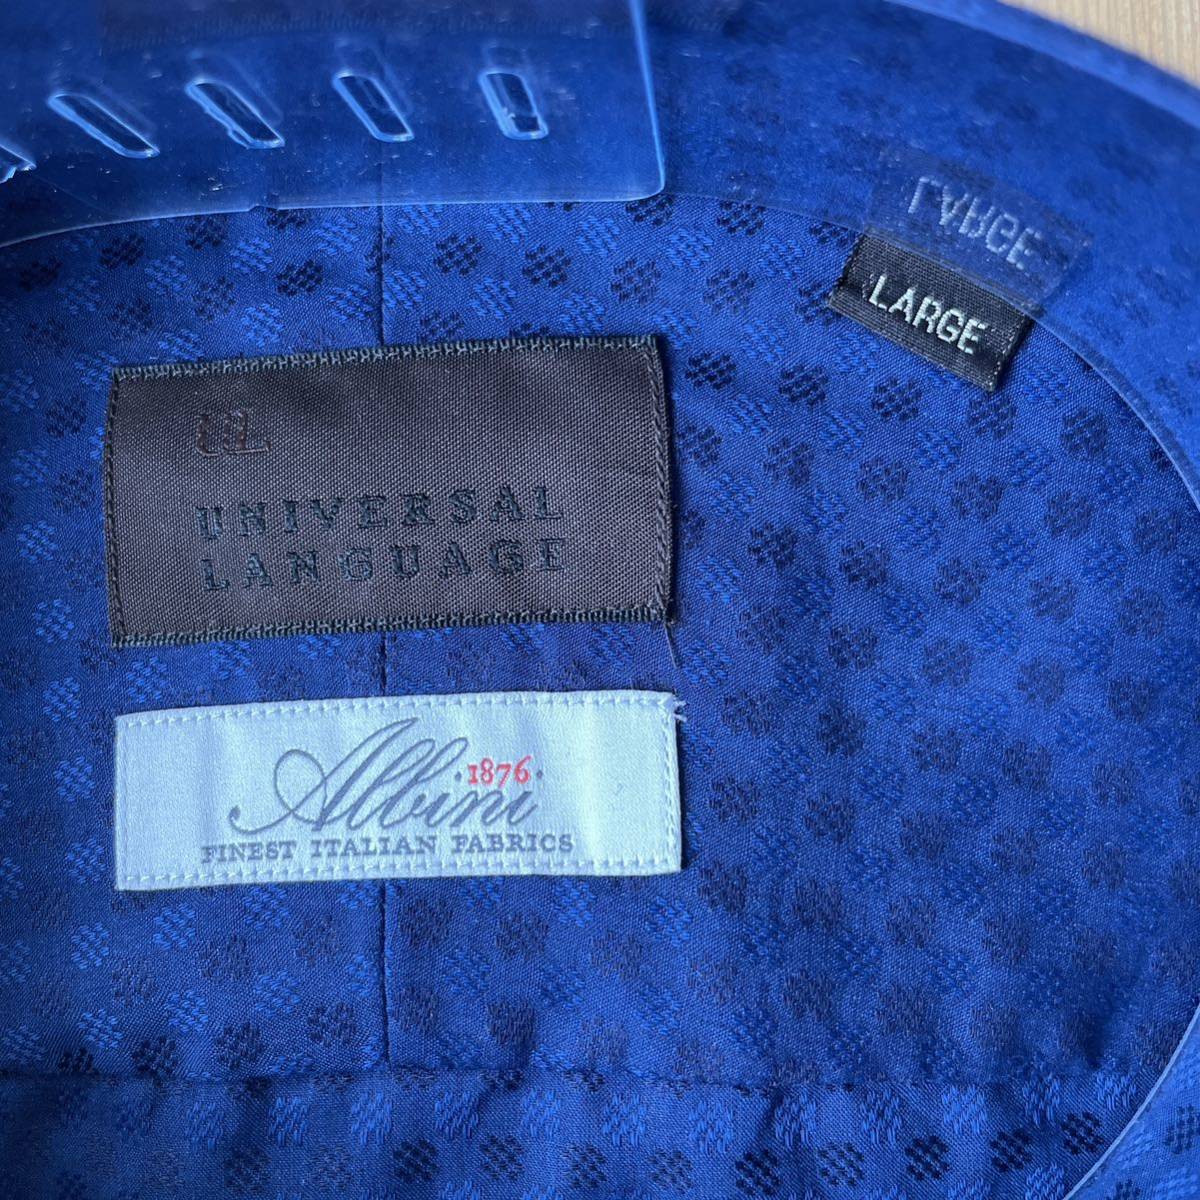 LARGE
LARGE
UL
UNIVERSAL
LANGUAGE
Albini
·1876·
FINEST ITALIAN FABRICS